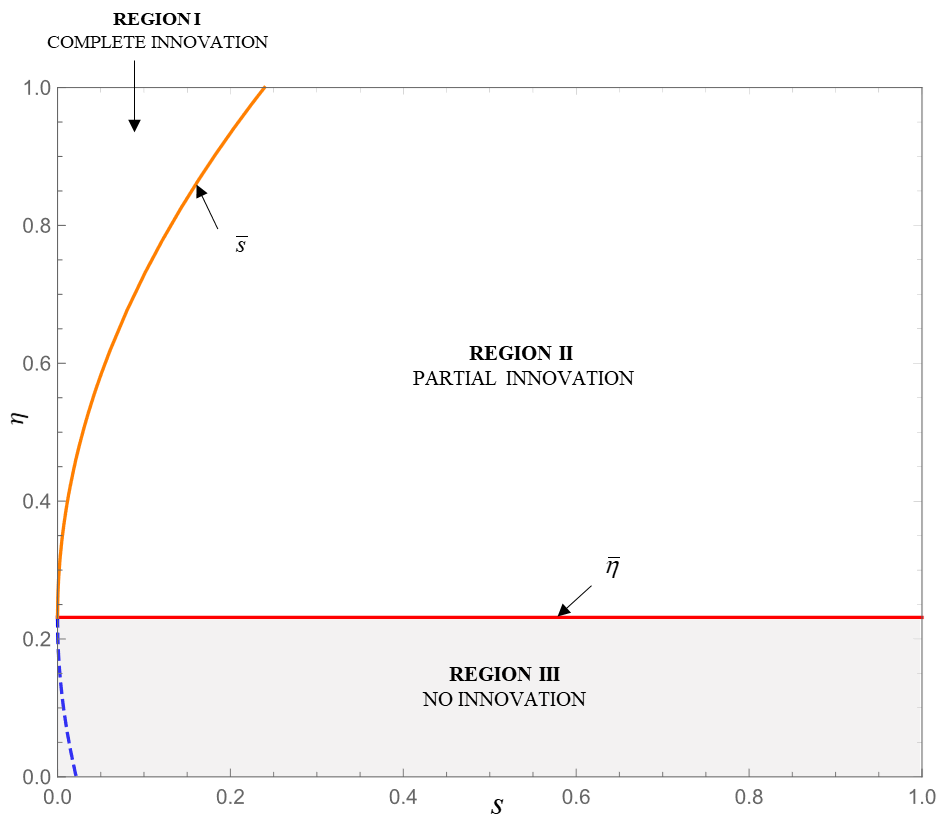 REGION I
COMPLETE INNOVATION
1.0
s̅
0.8
REGION II
PARTIAL INNOVATION
0.6
η
0.4
η̅
0.2
REGION III
NO INNOVATION
0.0
0.0 0.2 0.4 0.6 0.8 1.0
s